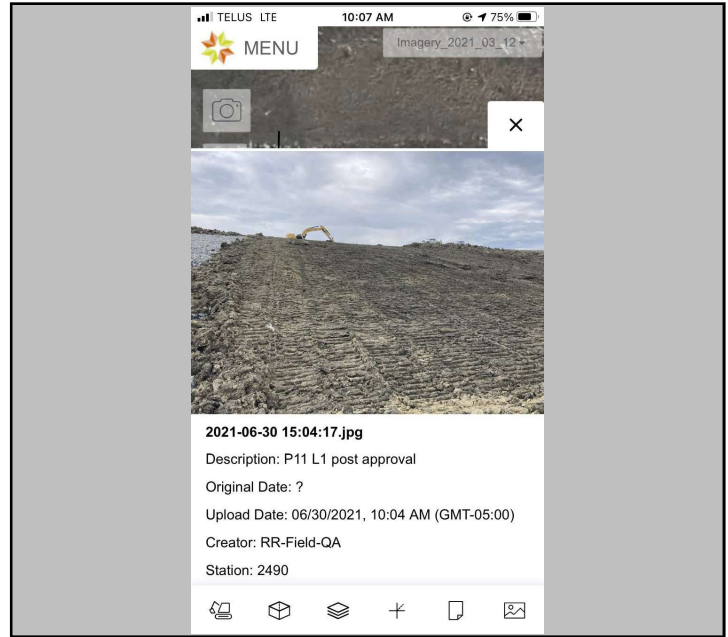 TELUS LTE 10:07 AM 75%
MENU
Imagery_2021_03_12
2021-06-30 15:04:17.jpg
Description: P11 L1 post approval
Original Date: ?
Upload Date: 06/30/2021, 10:04 AM (GMT-05:00)
Creator: RR-Field-QA
Station: 2490